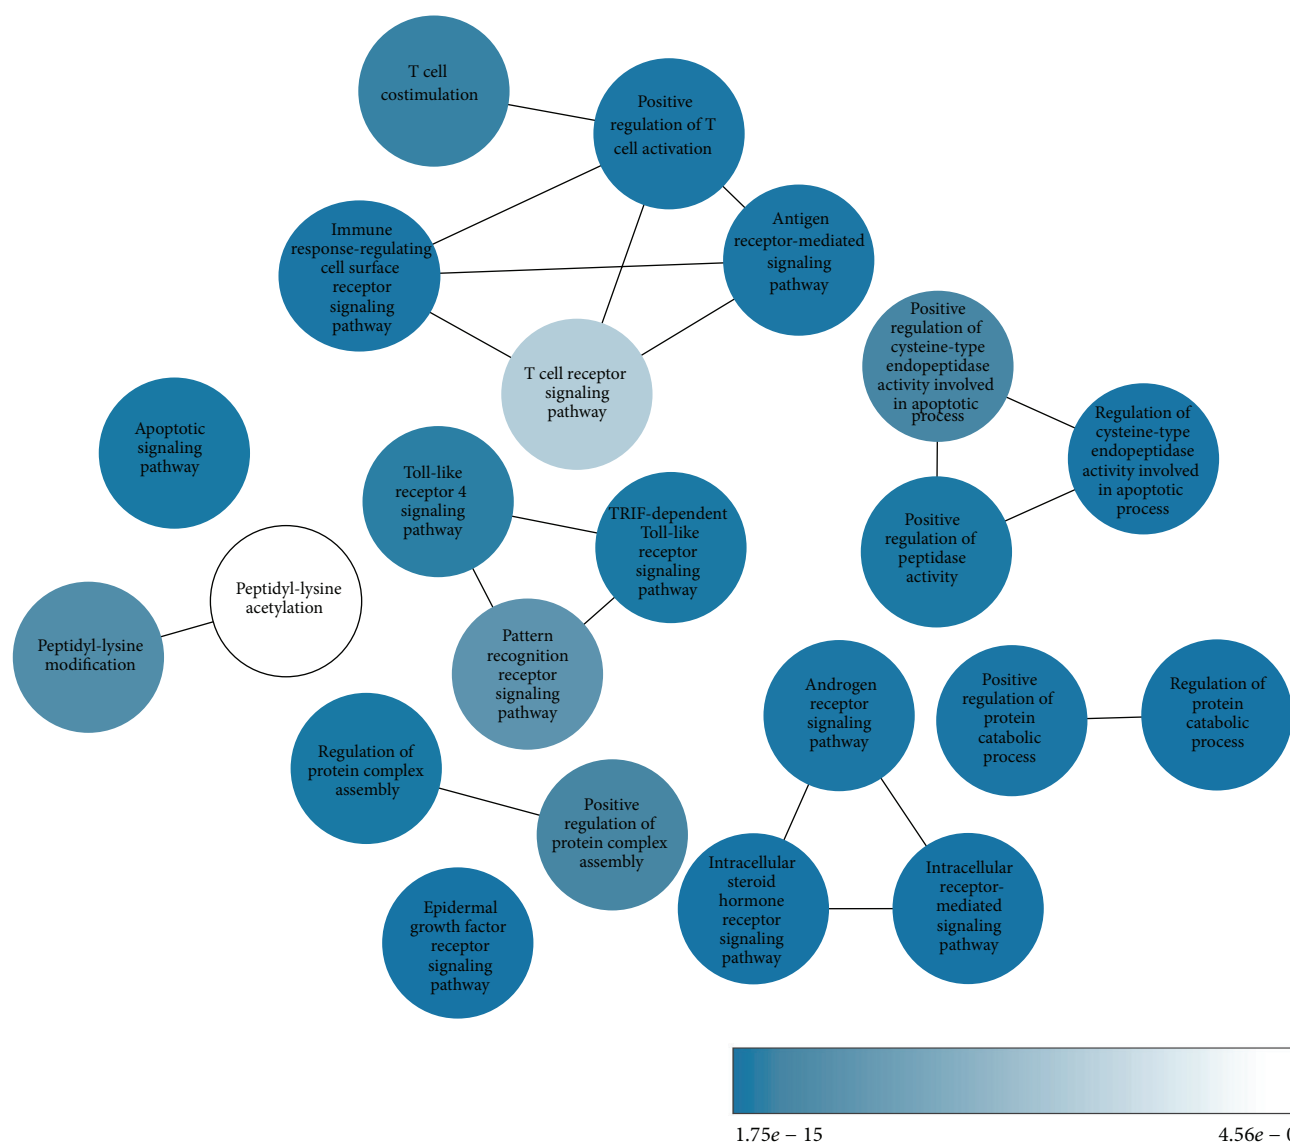 T cell
costimulation
Positive
regulation of T
cell activation
Immune
response-regulating
cell surface
receptor
signaling
pathway
Antigen
receptor-mediated
signaling
pathway
T cell receptor
signaling
pathway
Positive
regulation of
cysteine-type
endopeptidase
activity involved
in apoptotic
process
Regulation of
cysteine-type
endopeptidase
activity involved
in apoptotic
process
Positive
regulation of
peptidase
activity
Apoptotic
signaling
pathway
Toll-like
receptor 4
signaling
pathway
TRIF-dependent
Toll-like
receptor
signaling
pathway
Pattern
recognition
receptor
signaling
pathway
Peptidyl-lysine
acetylation
Peptidyl-lysine
modification
Regulation of
protein complex
assembly
Positive
regulation of
protein complex
assembly
Androgen
receptor
signaling
pathway
Positive
regulation of
protein
catabolic
process
Regulation of
protein
catabolic
process
Intracellular
steroid
hormone
receptor
signaling
pathway
Intracellular
receptor-
mediated
signaling
pathway
Epidermal
growth factor
receptor
signaling
pathway
1.75e − 15
4.56e −